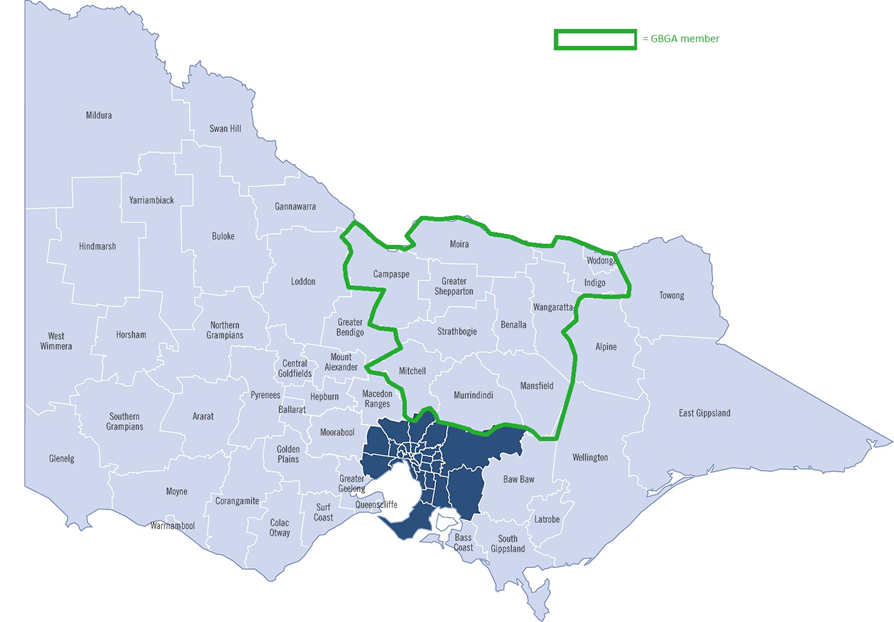 = GBGA member
Mildura
Swan Hill
Yarriambiack
Gannawarra
Buloke
Hindmarsh
Moira
Wodonga
Campaspe
Loddon
Greater
Shepparton
Indigo
Towong
Wangaratta
Northern
Grampians
Greater
Bendigo
Strathbogie
Benalla
West
Wimmera
Horsham
Alpine
Central
Goldfields
Mount
Alexander
Mitchell
Mansfield
Pyrenees
Hepburn
Macedon
Ranges
Murrindindi
Ballarat
Southern
Grampians
Ararat
East Gippsland
Moorabool
Golden
Plains
Glenelg
Wellington
Baw Baw
Greater
Geelong
Moyne
Corangamite
Queenscliffe
Surf
Coast
Warrnambool
Colac
Otway
Latrobe
Bass
Coast
South
Gippsland